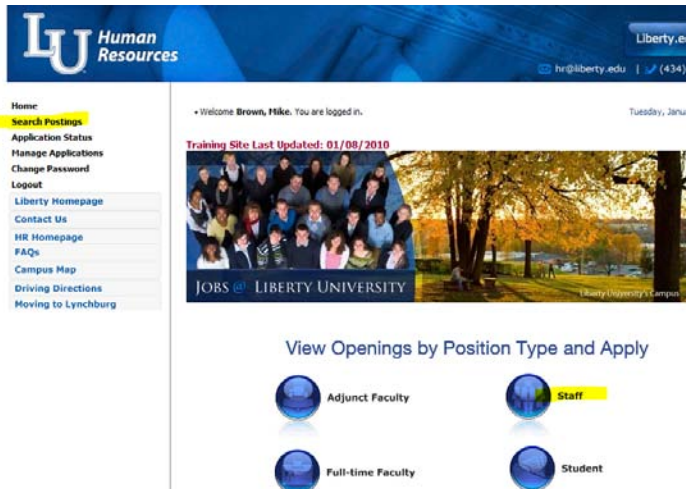 LU Human
Resources
Liberty.e
hr@liberty.edu | (434)
Home
Search Postings
Application Status
Manage Applications
Change Password
Logout
Liberty Homepage
Contact Us
HR Homepage
FAQs
Campus Map
Driving Directions
Moving to Lynchburg
• Welcome Brown, Mike. You are logged in.
Tuesday, Janu
Training Site Last Updated: 01/08/2010
JOBS @ LIBERTY UNIVERSITY
Liberty University's Campus
View Openings by Position Type and Apply
Adjunct Faculty
Staff
Full-time Faculty
Student